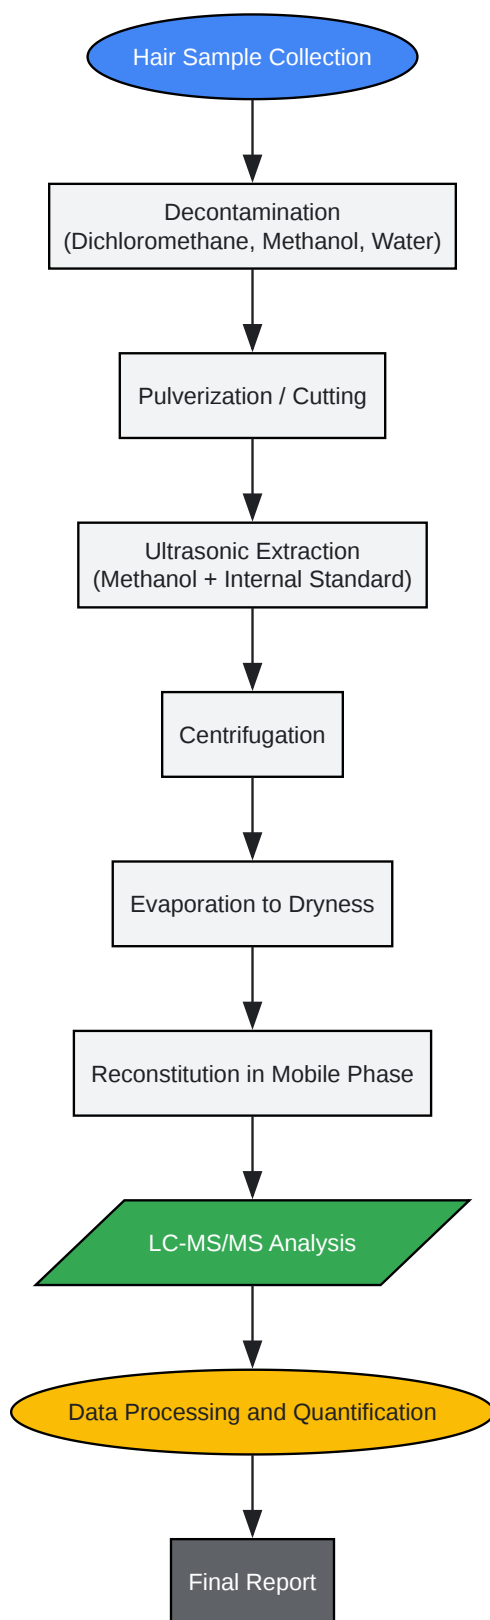 Hair Sample Collection
Decontamination
(Dichloromethane, Methanol, Water)
Pulverization / Cutting
Ultrasonic Extraction
(Methanol + Internal Standard)
Centrifugation
Evaporation to Dryness
Reconstitution in Mobile Phase
LC-MS/MS Analysis
Data Processing and Quantification
Final Report